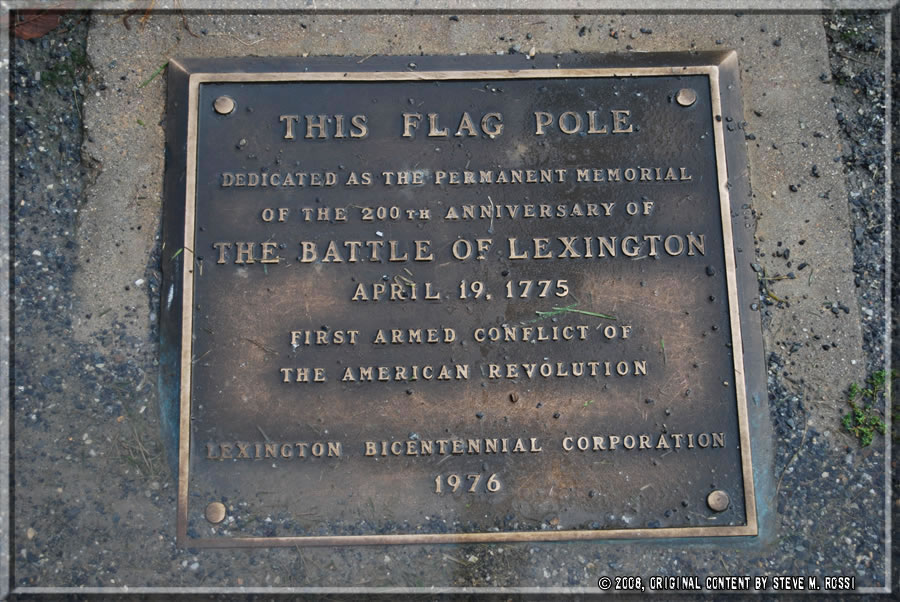 THIS FLAG POLE
DEDICATED AS THE PERMANENT MEMORIAL
OF THE 200TH ANNIVERSARY OF
THE BATTLE OF LEXINGTON
APRIL 19, 1775
FIRST ARMED CONFLICT OF
THE AMERICAN REVOLUTION
LEXINGTON BICENTENNIAL CORPORATION
1976
© 2008, ORIGINAL CONTENT BY STEVE M. ROSSI